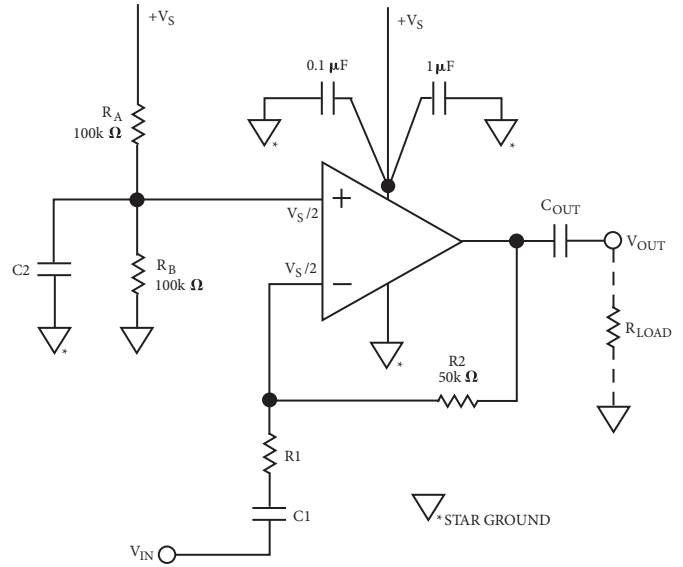 +VS
+VS
0.1 µF
1 µF
RA
100k Ω
*
*
COUT
VS/2
VOUT
C2
RB
100k Ω
VS/2
*
*
RLOAD
R2
50k Ω
R1
C1
*STAR GROUND
VIN